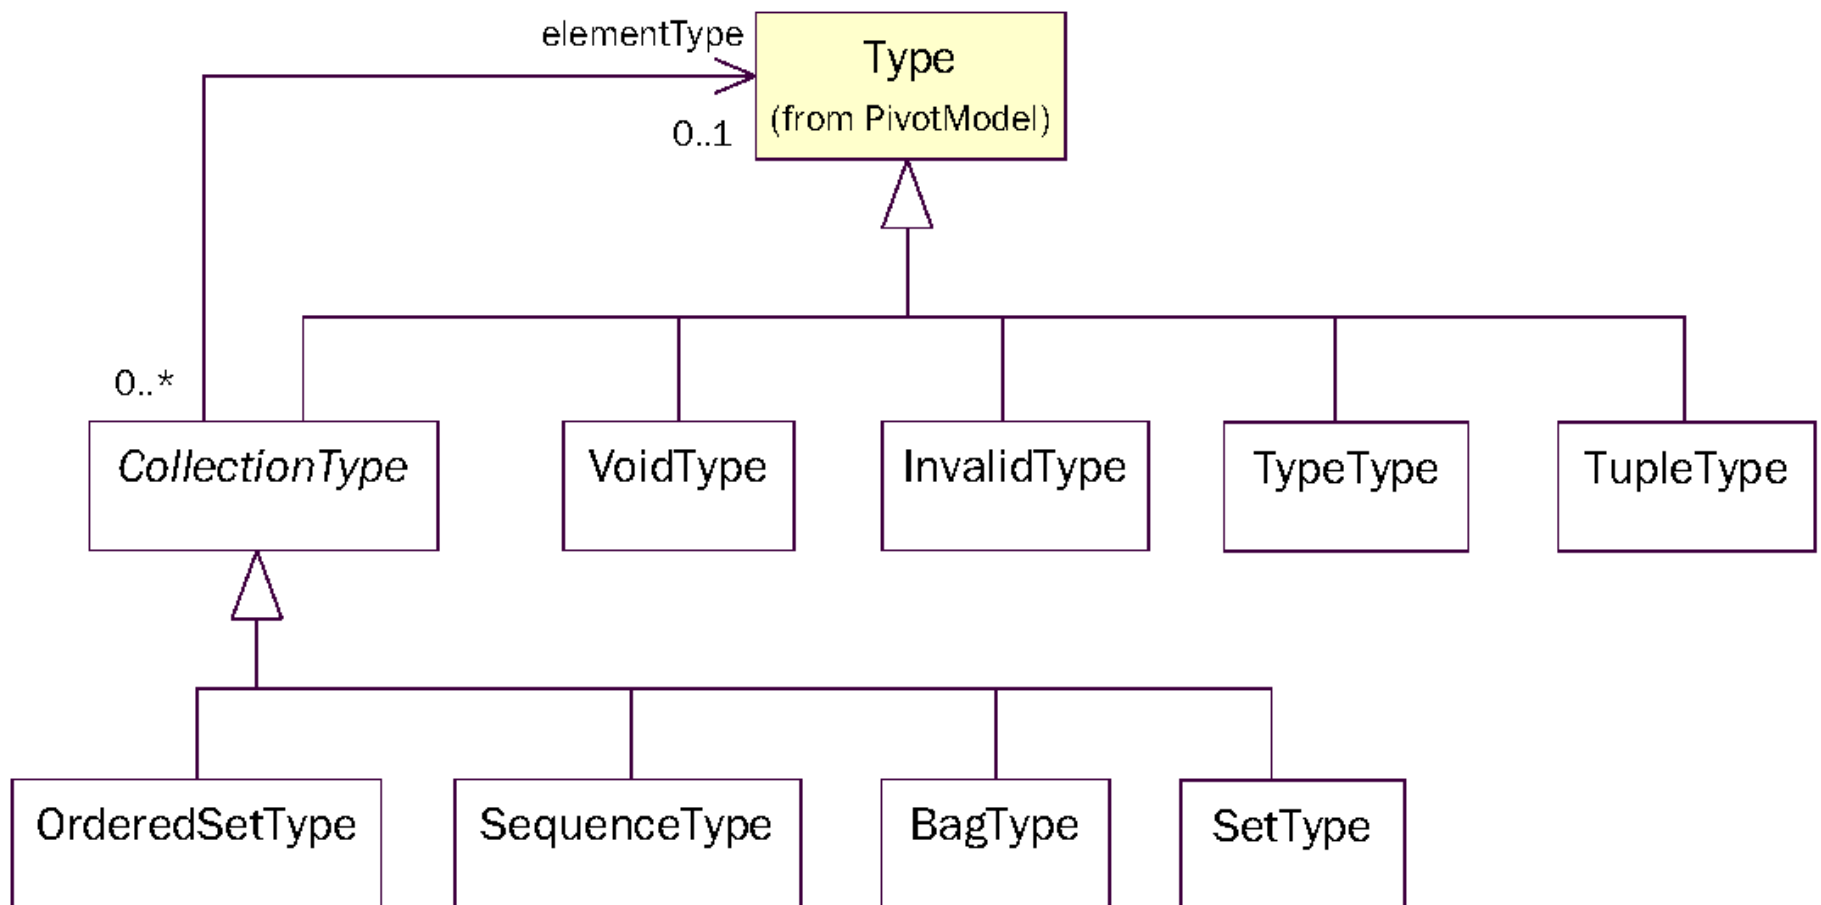 elementType
Type
(from PivotModel)
0..1
0..*
CollectionType
VoidType
InvalidType
TypeType
TupleType
OrderedSetType
SequenceType
BagType
SetType